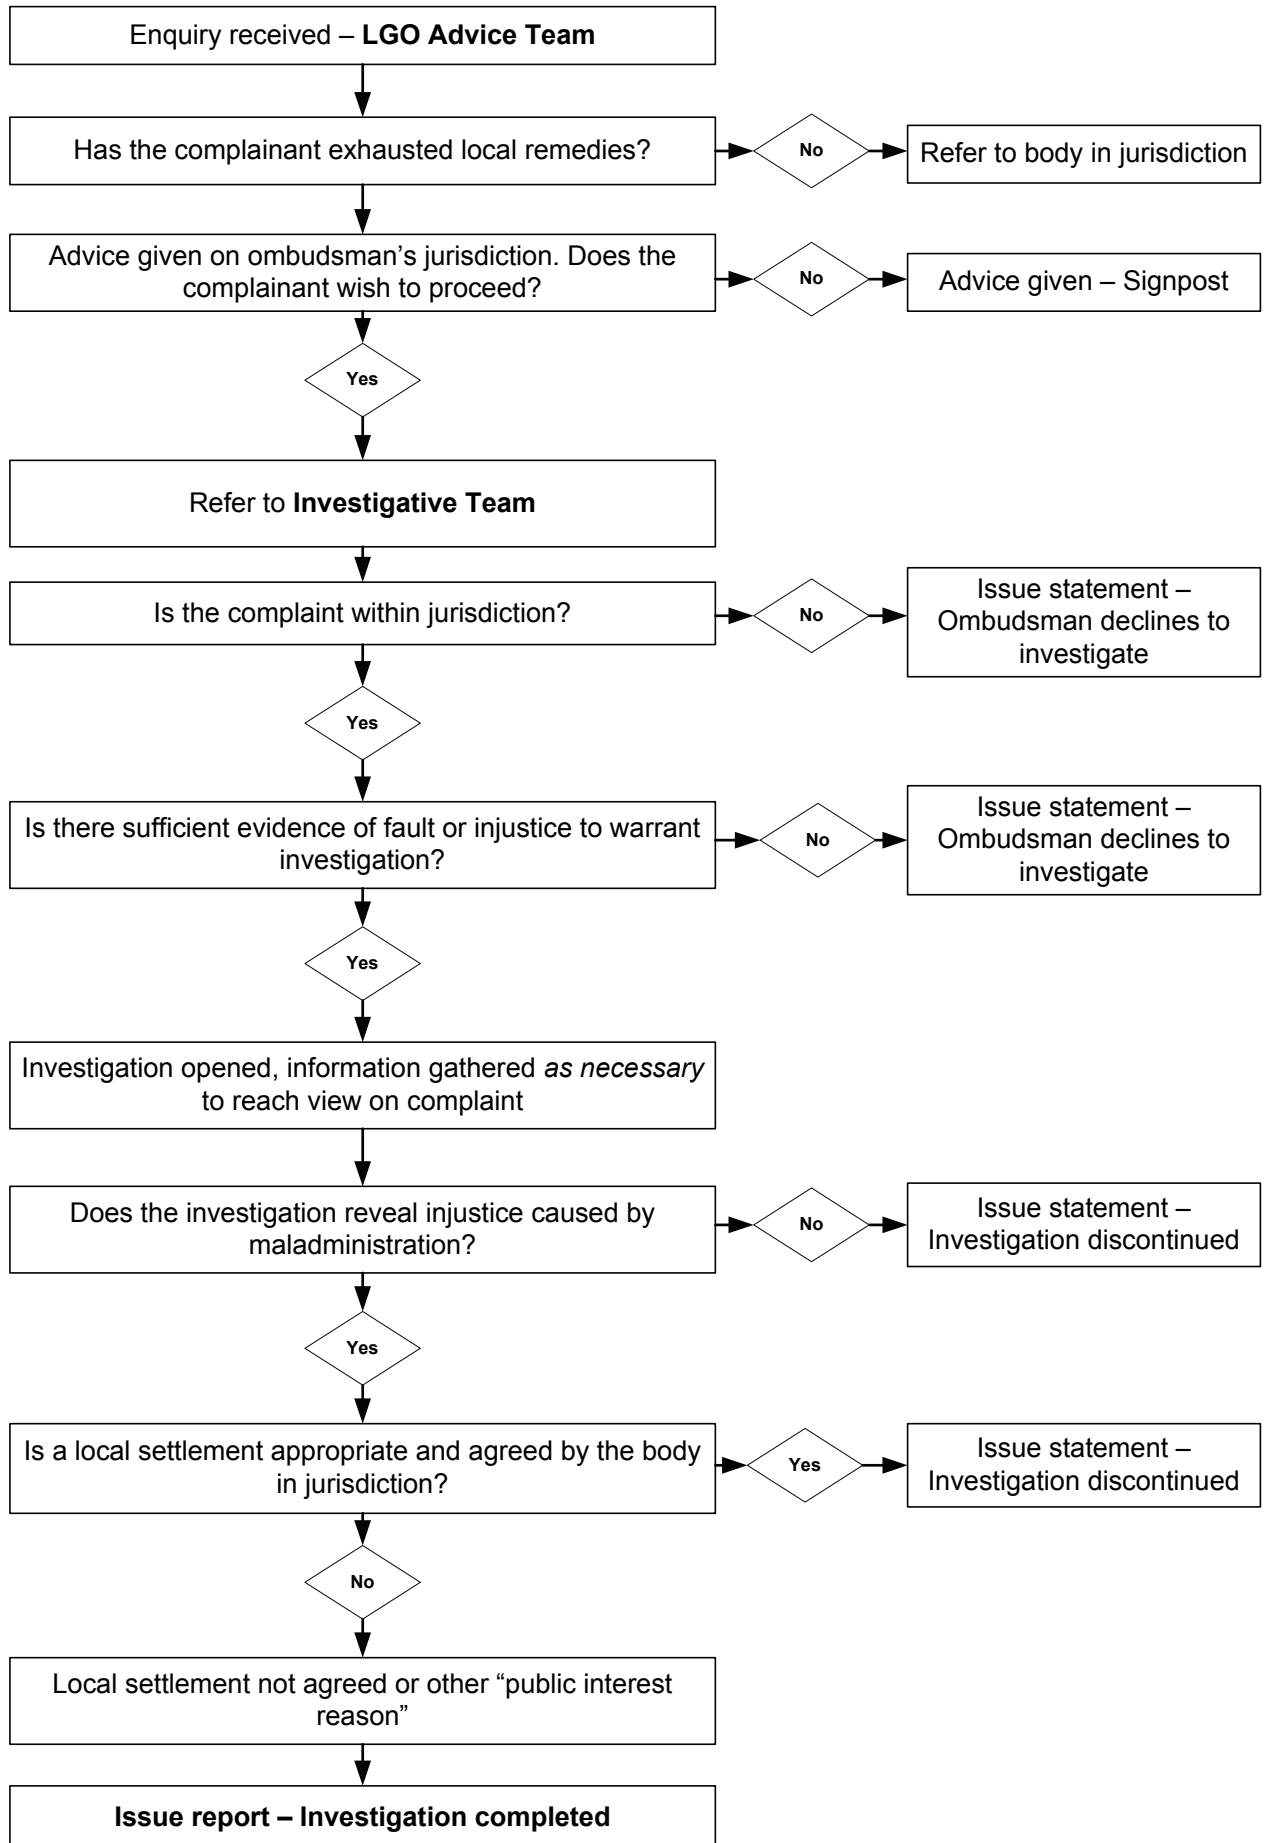 Enquiry received – LGO Advice Team
Has the complainant exhausted local remedies?
No
Refer to body in jurisdiction
Advice given on ombudsman’s jurisdiction. Does the
complainant wish to proceed?
No
Advice given – Signpost
Yes
Refer to Investigative Team
Is the complaint within jurisdiction?
No
Issue statement –
Ombudsman declines to
investigate
Yes
Is there sufficient evidence of fault or injustice to warrant
investigation?
No
Issue statement –
Ombudsman declines to
investigate
Yes
Investigation opened, information gathered as necessary
to reach view on complaint
Does the investigation reveal injustice caused by
maladministration?
No
Issue statement –
Investigation discontinued
Yes
Is a local settlement appropriate and agreed by the body
in jurisdiction?
Yes
Issue statement –
Investigation discontinued
No
Local settlement not agreed or other “public interest
reason”
Issue report – Investigation completed